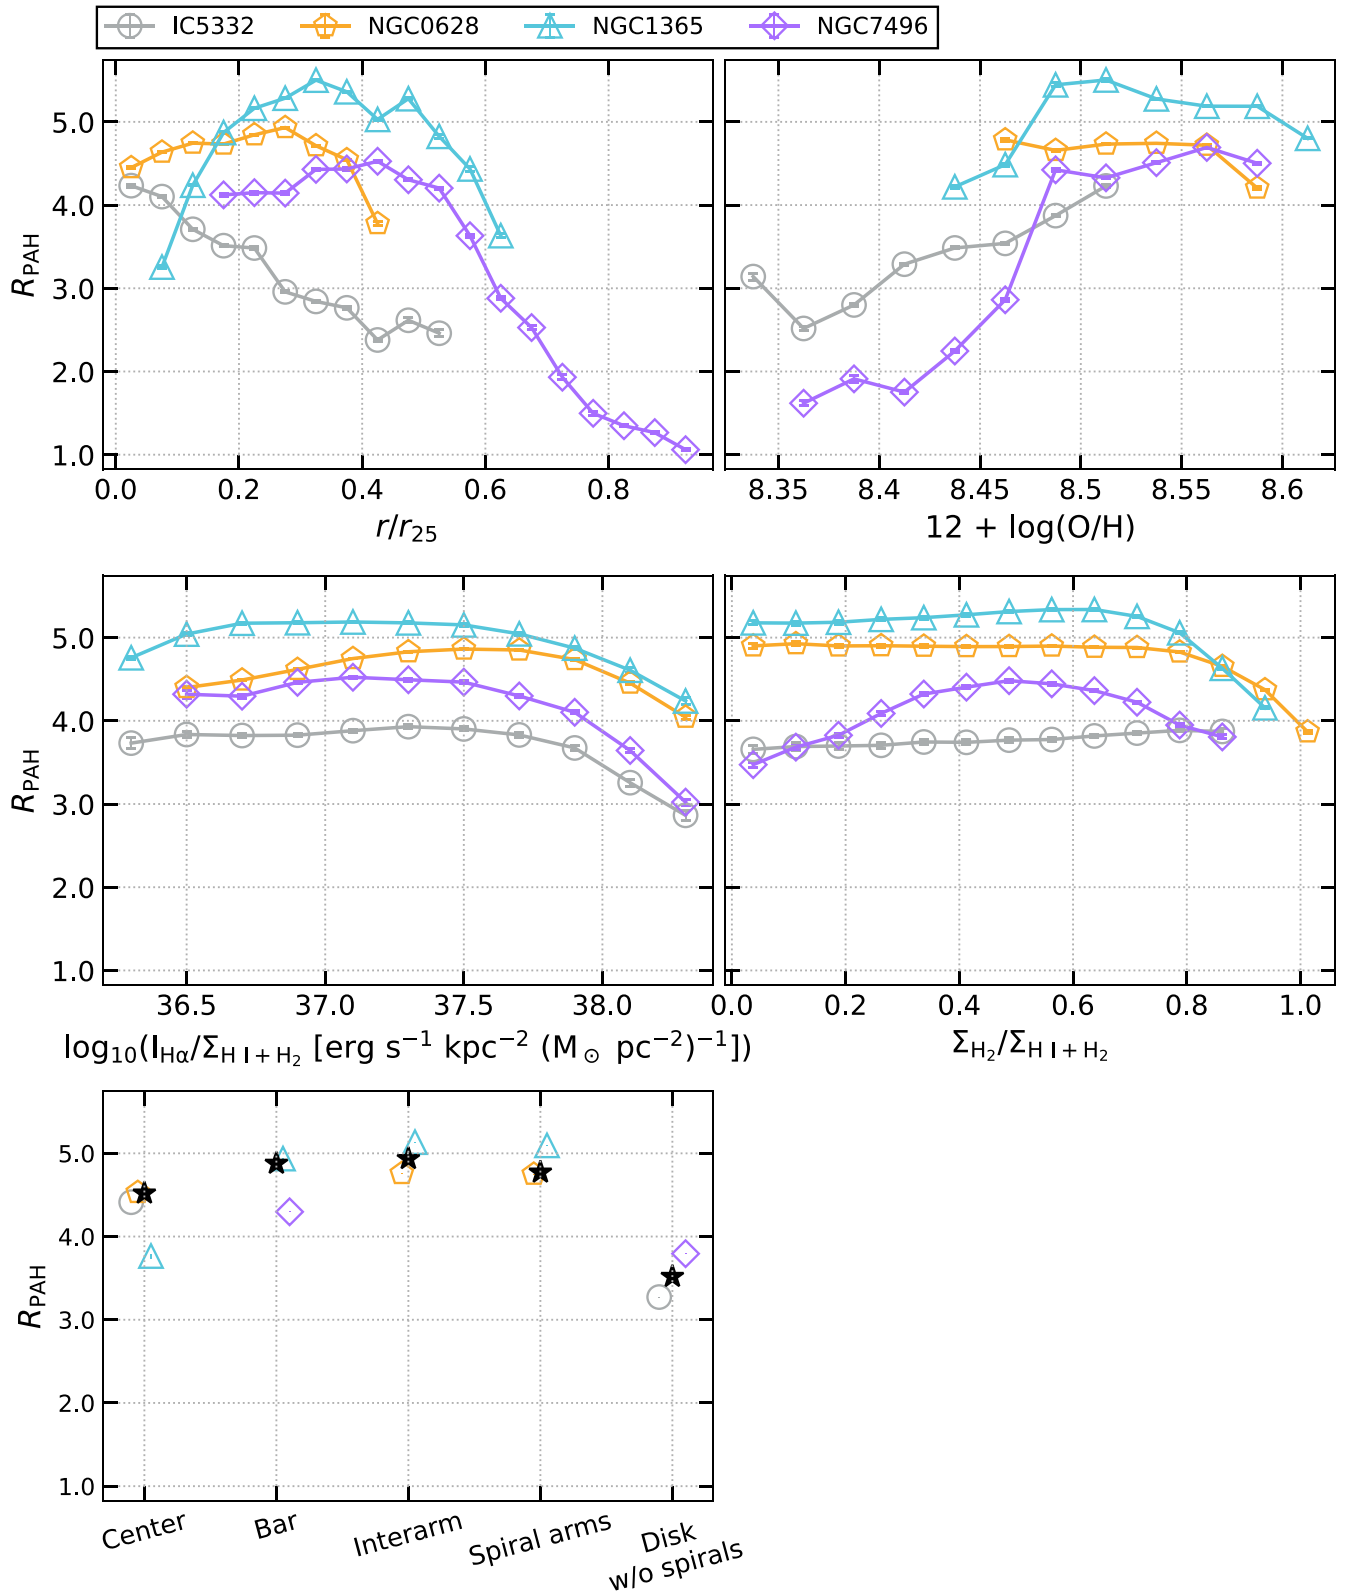 IC5332 NGC0628 NGC1365 NGC7496
5.0
4.0
3.0
2.0
1.0
R_PAH
0.0 0.2 0.4 0.6 0.8
r/r_25
8.35 8.4 8.45 8.5 8.55 8.6
12 + log(O/H)
5.0
4.0
3.0
2.0
1.0
R_PAH
36.5 37.0 37.5 38.0
log₁₀(I_Hα/Σ_H I + H₂ [erg s⁻¹ kpc⁻² (M_⊙ pc⁻²)⁻¹])
0.0 0.2 0.4 0.6 0.8 1.0
Σ_H₂/Σ_H I + H₂
5.0
4.0
3.0
2.0
1.0
R_PAH
Center
Bar
Interarm
Spiral arms
Disk
w/o spirals